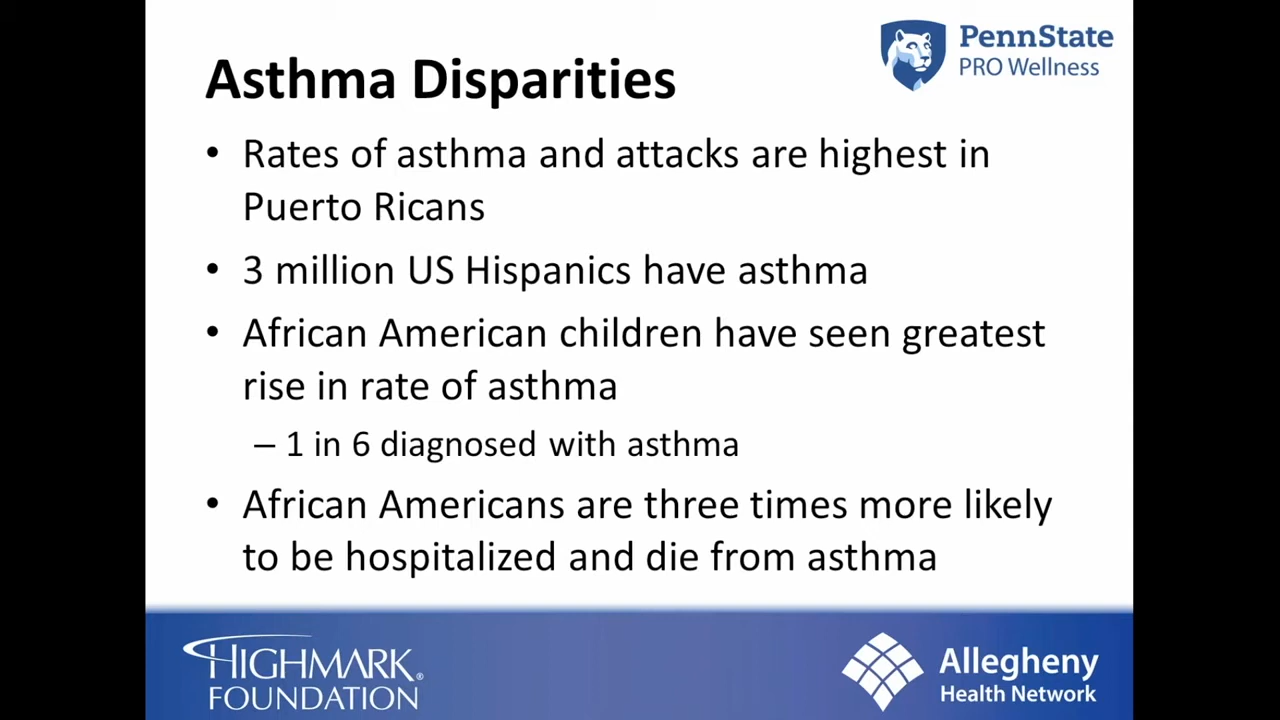 PennState
PRO Wellness
Asthma Disparities
• Rates of asthma and attacks are highest in
Puerto Ricans
• 3 million US Hispanics have asthma
• African American children have seen greatest
rise in rate of asthma
– 1 in 6 diagnosed with asthma
• African Americans are three times more likely
to be hospitalized and die from asthma
HIGHMARK®
FOUNDATION
Allegheny
Health Network